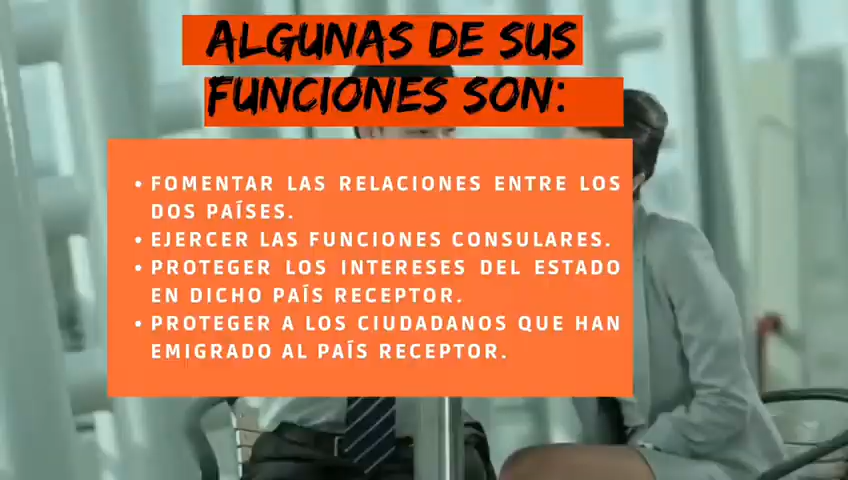 ALGUNAS DE SUS
FUNCIONES SON:
• FOMENTAR LAS RELACIONES ENTRE LOS
DOS PAÍSES.
• EJERCER LAS FUNCIONES CONSULARES.
• PROTEGER LOS INTERESES DEL ESTADO
EN DICHO PAÍS RECEPTOR.
• PROTEGER A LOS CIUDADANOS QUE HAN
EMIGRADO AL PAÍS RECEPTOR.